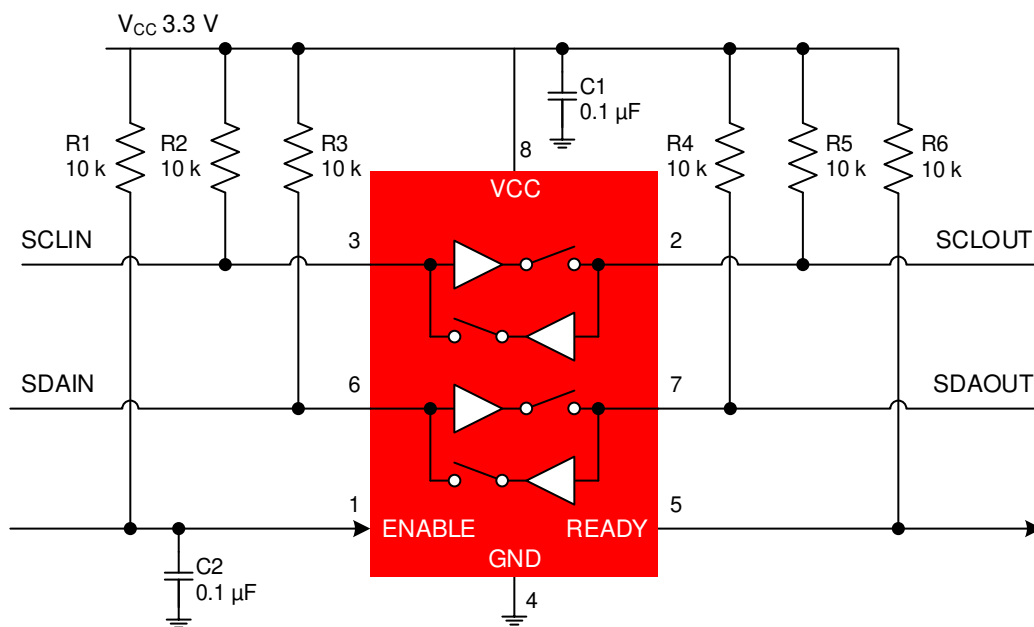 VCC 3.3 V
C1
0.1 µF
R1
10 k
R2
10 k
R3
10 k
R4
10 k
R5
10 k
R6
10 k
8
VCC
SCLIN
3
2
SCLOUT
SDAIN
6
7
SDAOUT
1
ENABLE
READY
5
GND
4
C2
0.1 µF